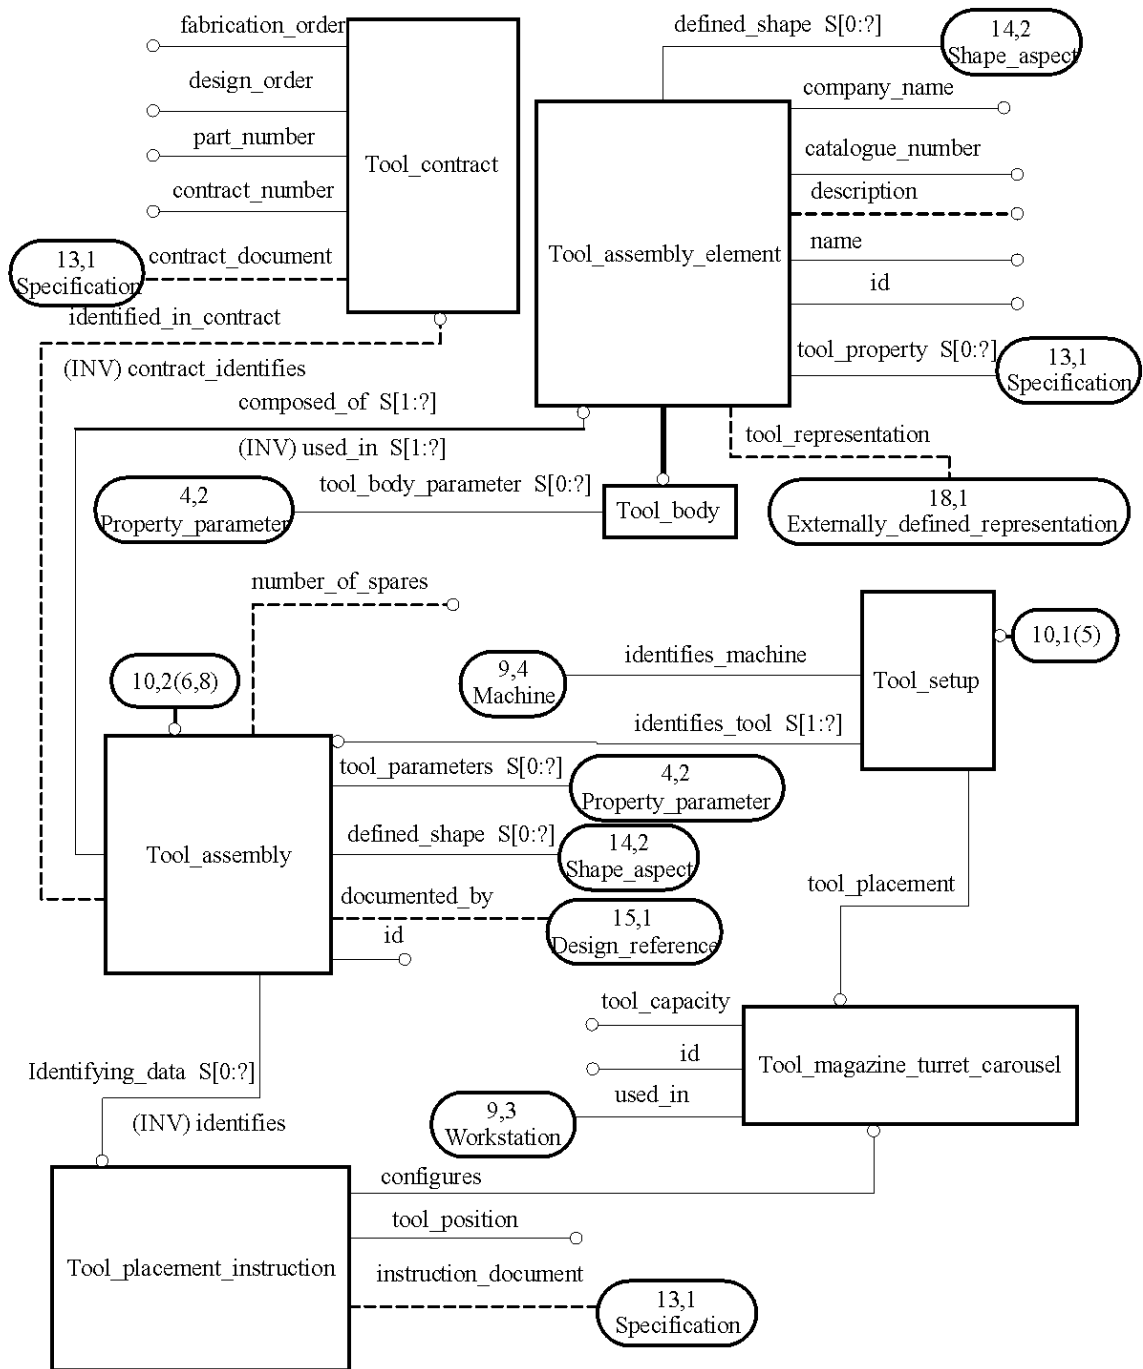 fabrication_order
defined_shape S[0:?]
14,2
Shape_aspect
design_order
company_name
part_number
Tool_contract
catalogue_number
contract_number
description
contract_document
13,1
Specification
Tool_assembly_element
name
id
identified_in_contract
(INV) contract_identifies
tool_property S[0:?]
13,1
Specification
composed_of S[1:?]
(INV) used_in S[1:?]
tool_representation
tool_body_parameter S[0:?]
4,2
Property_parameter
Tool_body
18,1
Externally_defined_representation
number_of_spares
10,2(6,8)
identifies_machine
9,4
Machine
Tool_setup
10,1(5)
identifies_tool S[1:?]
tool_parameters S[0:?]
4,2
Property_parameter
defined_shape S[0:?]
14,2
Shape_aspect
Tool_assembly
documented_by
15,1
Design_reference
id
tool_placement
tool_capacity
id
used_in
Tool_magazine_turret_carousel
9,3
Workstation
Identifying_data S[0:?]
(INV) identifies
configures
tool_position
Tool_placement_instruction
instruction_document
13,1
Specification